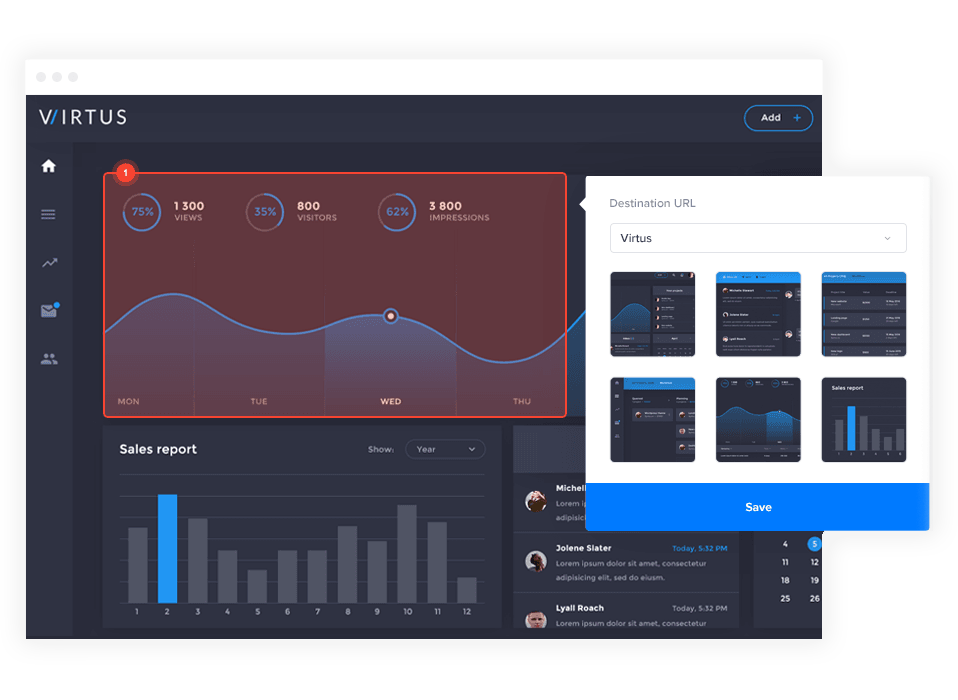 VIRTUS
Add +
1
75%
1 300
VIEWS
35%
800
VISITORS
62%
3 800
IMPRESSIONS
MON TUE WED THU
Destination URL
Virtus
Sales report
Save
Sales report
Show: Year
1 2 3 4 5 6 7 8 9 10 11 12
Michell
Lorem ip
adipisicin
Jolene Slater Today, 5:32 PM
Lorem ipsum dolor sit amet, consectetur
adipisicing elit, sed do eiusm.
Lyall Roach Today, 5:32 PM
Lorem ipsum dolor sit amet, consectetur
4 5
11 12
18 19
25 26